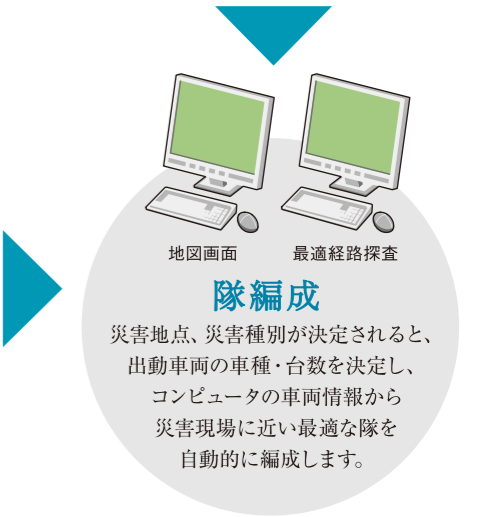 地図画面
最適経路探査
隊編成
災害地点、災害種別が決定されると、
出動車両の車種・台数を決定し、
コンピュータの車両情報から
災害現場に近い最適な隊を
自動的に編成します。